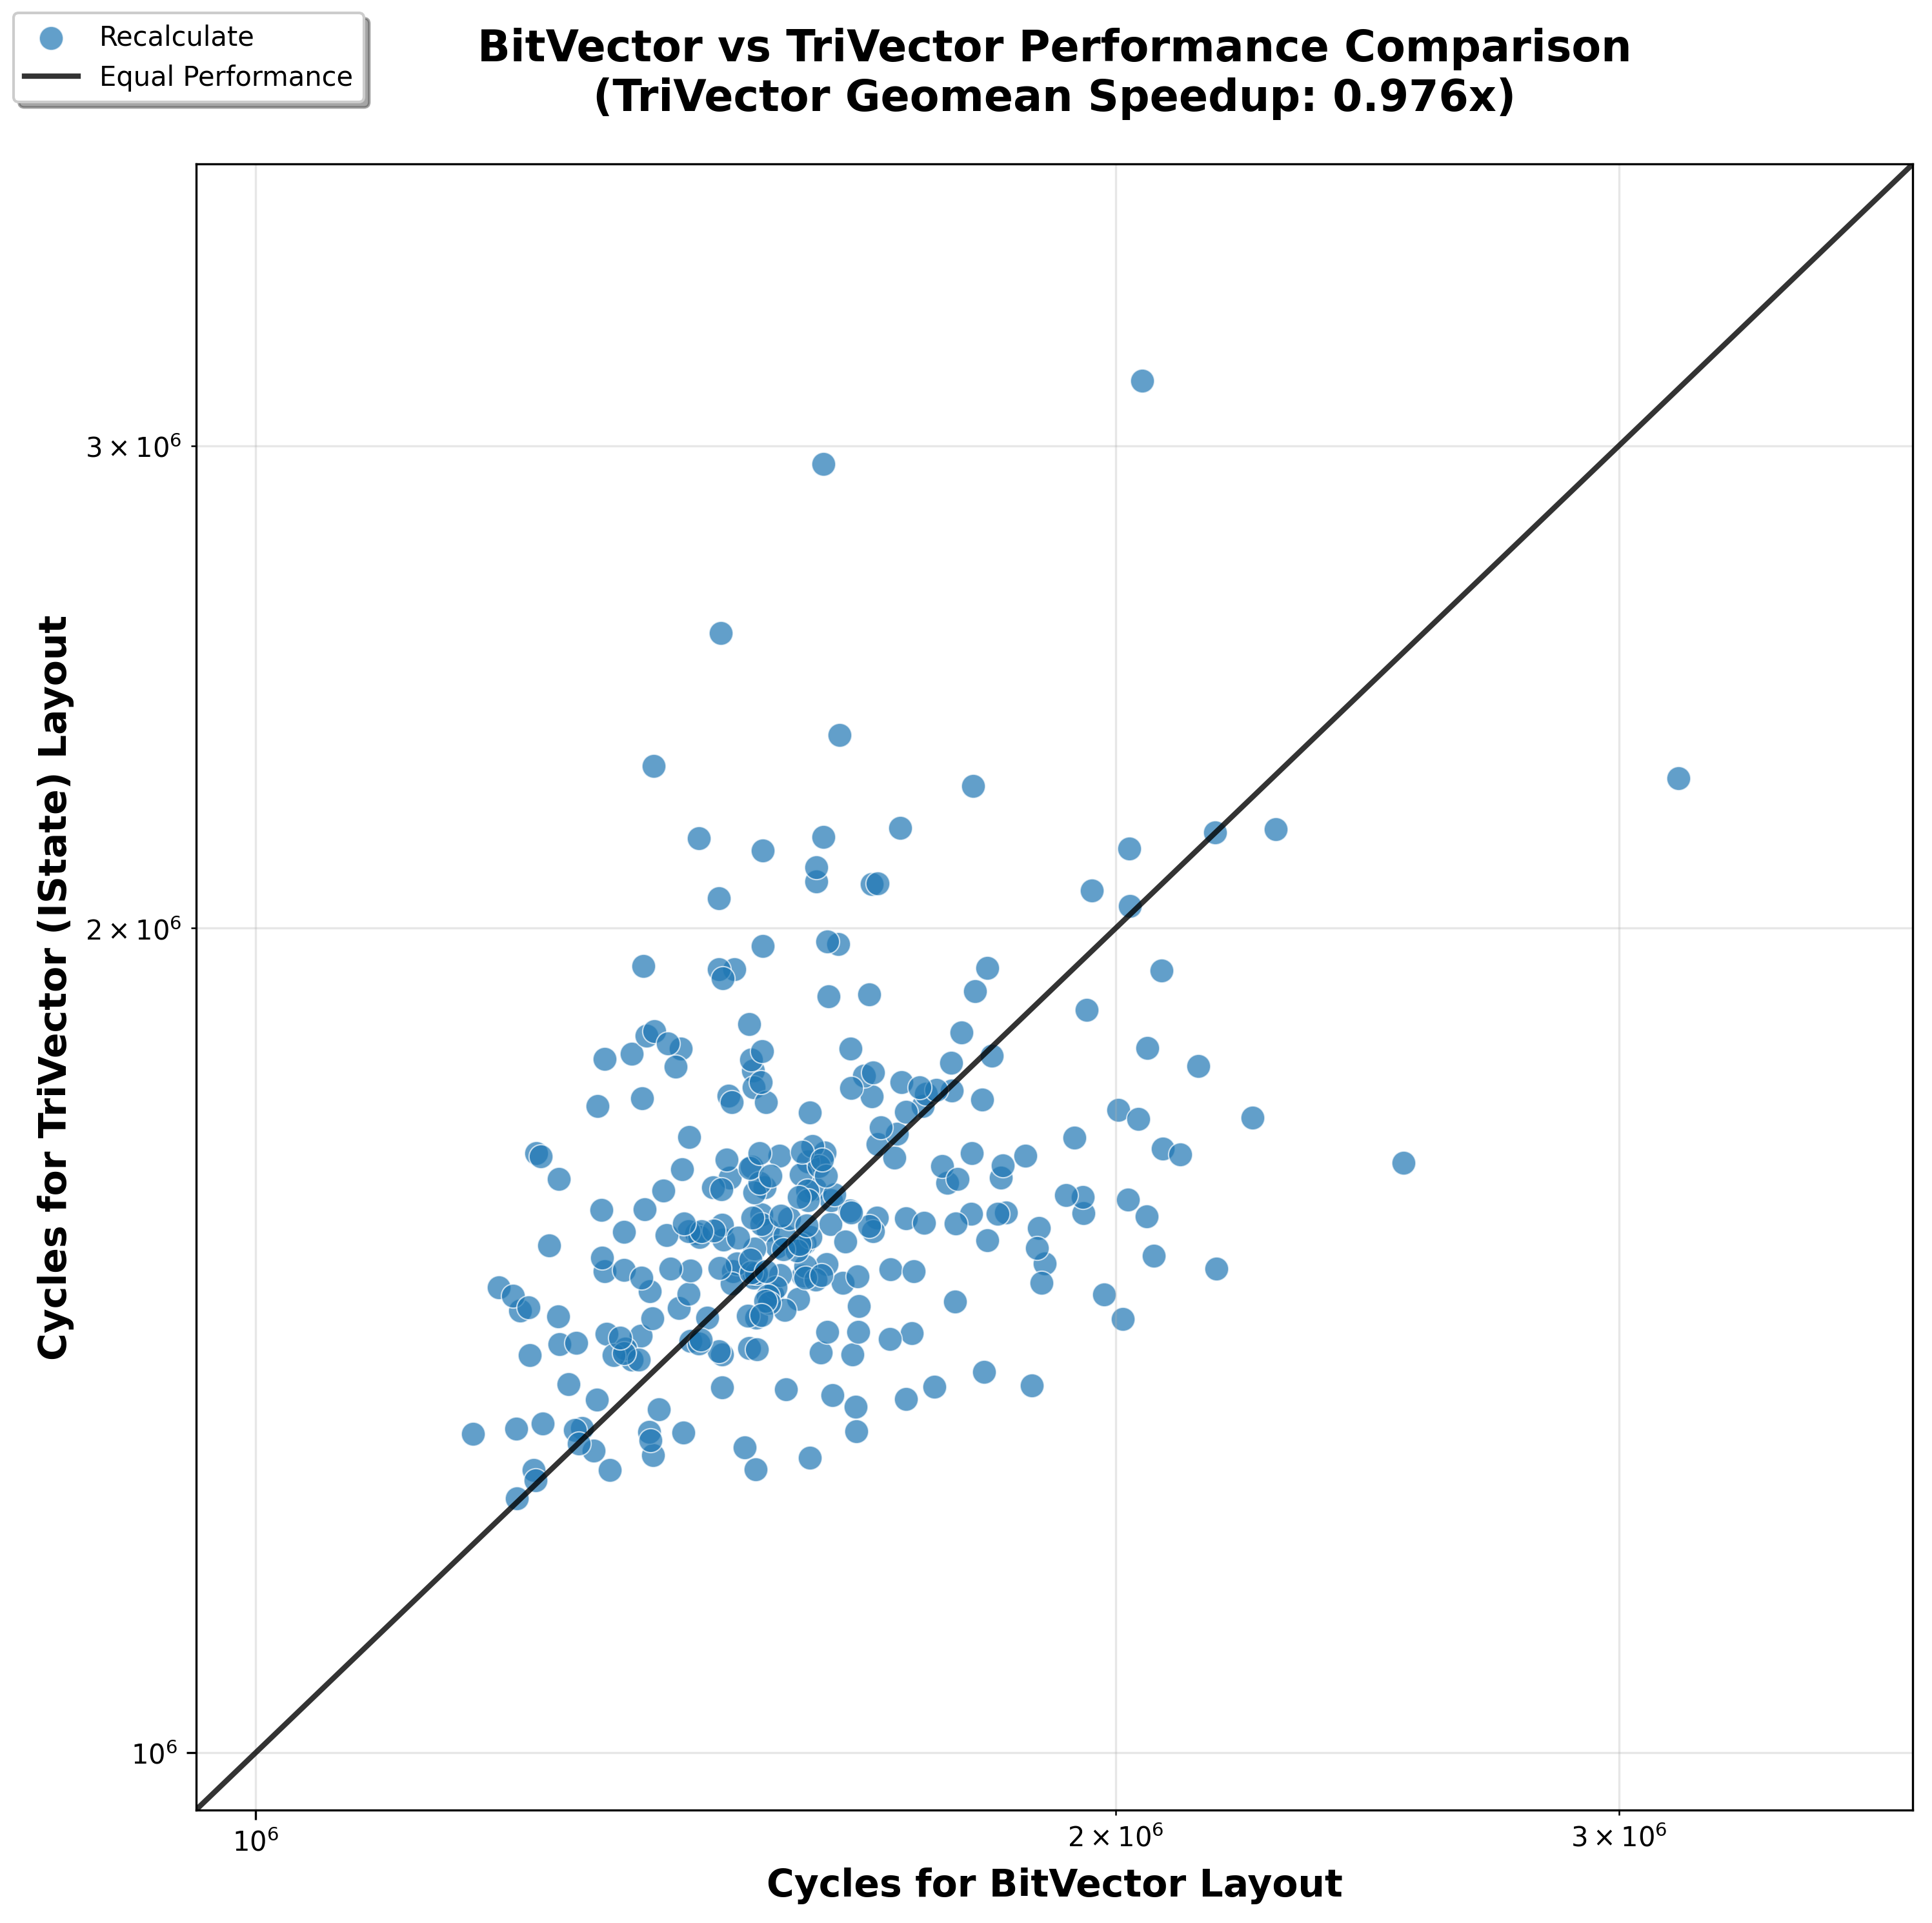 Recalculate
Equal Performance
BitVector vs TriVector Performance Comparison
(TriVector Geomean Speedup: 0.976x)
Cycles for TriVector (IState) Layout
3 × 10⁶
2 × 10⁶
10⁶
10⁶
2 × 10⁶
3 × 10⁶
Cycles for BitVector Layout